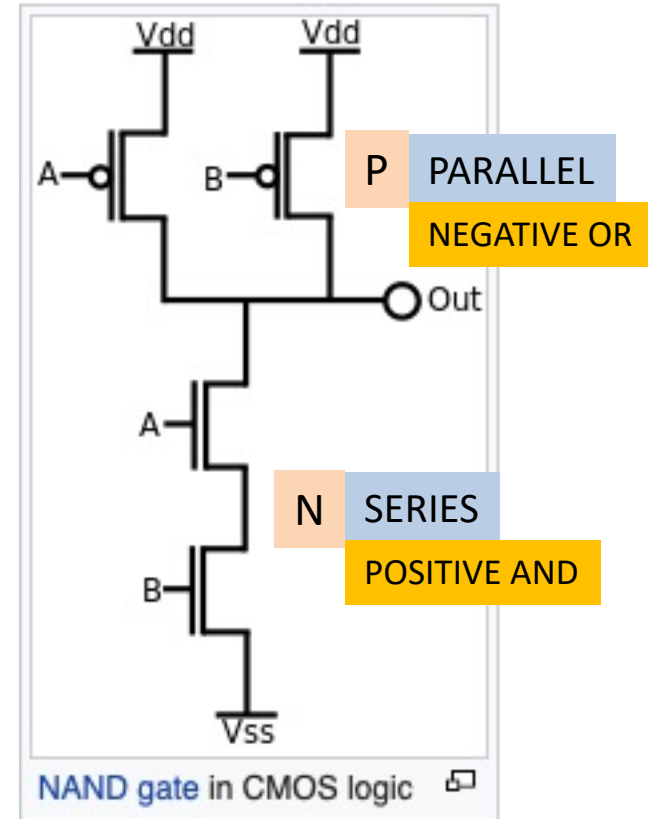 Vdd Vdd
A B P PARALLEL
NEGATIVE OR
Out
A
N SERIES
B POSITIVE AND
Vss
NAND gate in CMOS logic